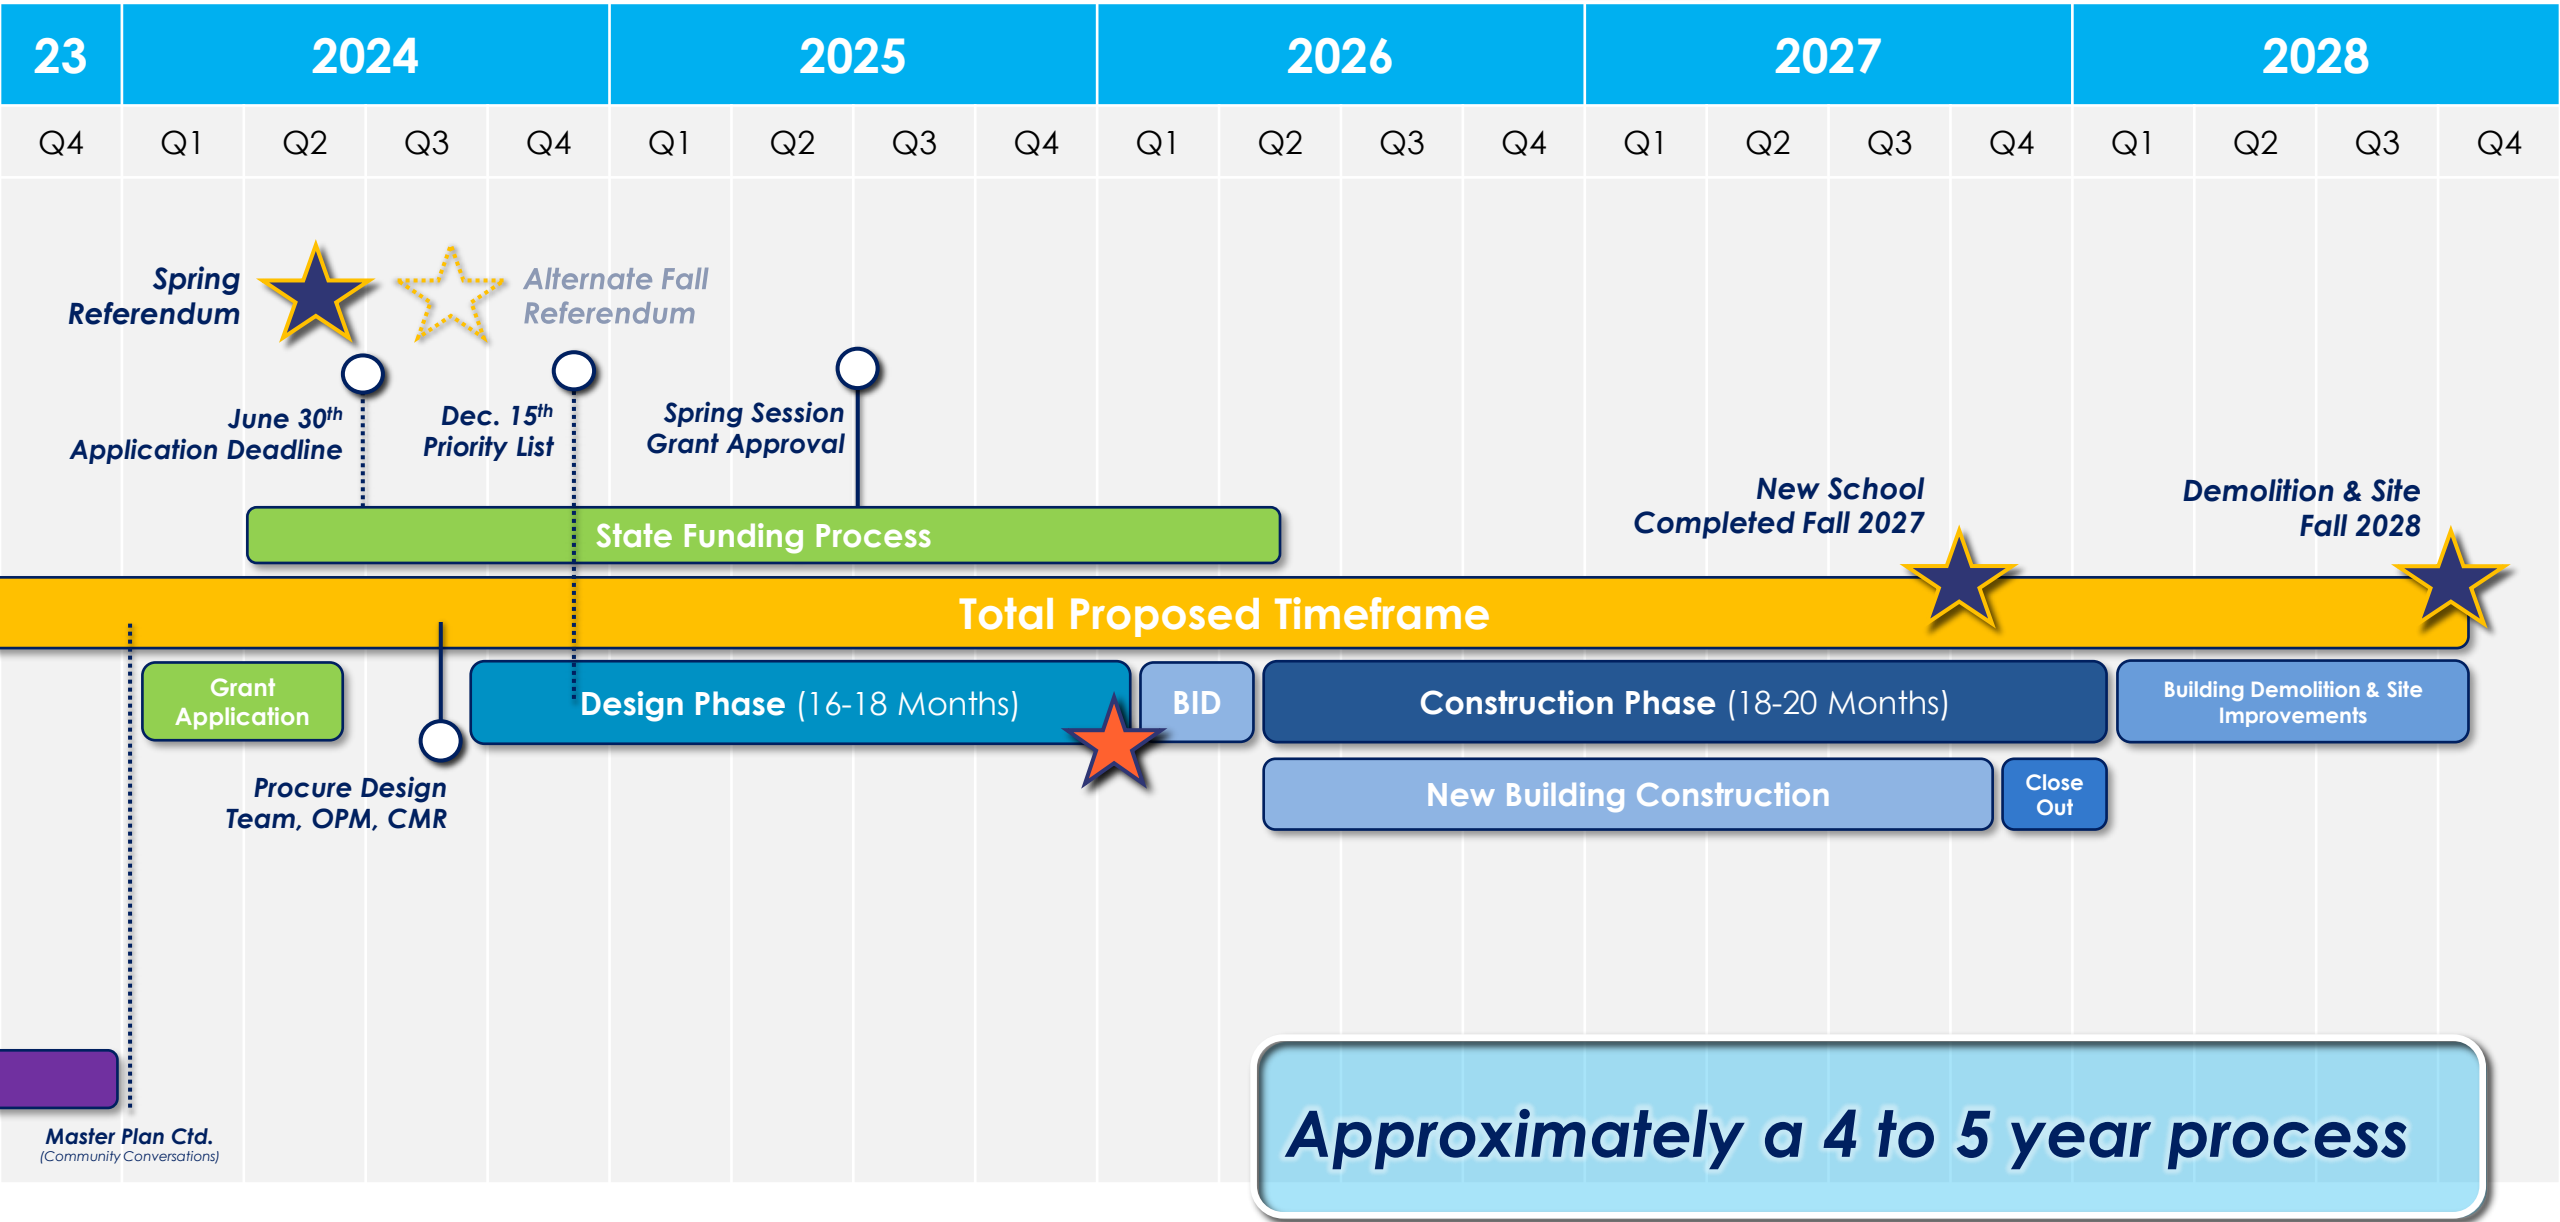 23 2024 2025 2026 2027 2028
Q4 Q1 Q2 Q3 Q4 Q1 Q2 Q3 Q4 Q1 Q2 Q3 Q4 Q1 Q2 Q3 Q4 Q1 Q2 Q3 Q4
Spring
Referendum
Alternate Fall
Referendum
June 30th
Application Deadline
Dec. 15th
Priority List
Spring Session
Grant Approval
New School
Completed Fall 2027
Demolition & Site
Fall 2028
State Funding Process
Total Proposed Timeframe
Grant
Application
Design Phase (16-18 Months)
BID
Construction Phase (18-20 Months)
Building Demolition & Site
Improvements
Procure Design
Team, OPM, CMR
New Building Construction
Close
Out
Master Plan Ctd.
(Community Conversations)
Approximately a 4 to 5 year process